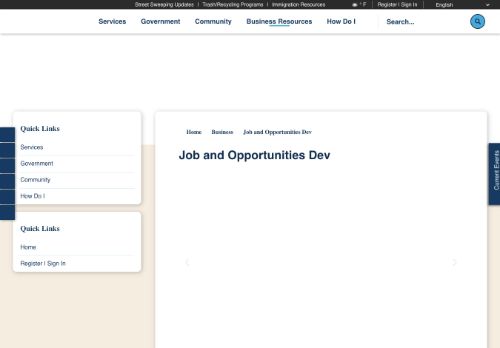 Street Sweeping Updates | Trash/Recycling Programs | Immigration Resources
° F
Register | Sign In
English
Services Government Community Business Resources How Do I
Search...
Quick Links
Services
Government
Community
How Do I
Quick Links
Home
Register | Sign In
Home Business Job and Opportunities Dev
Job and Opportunities Dev
Current Events